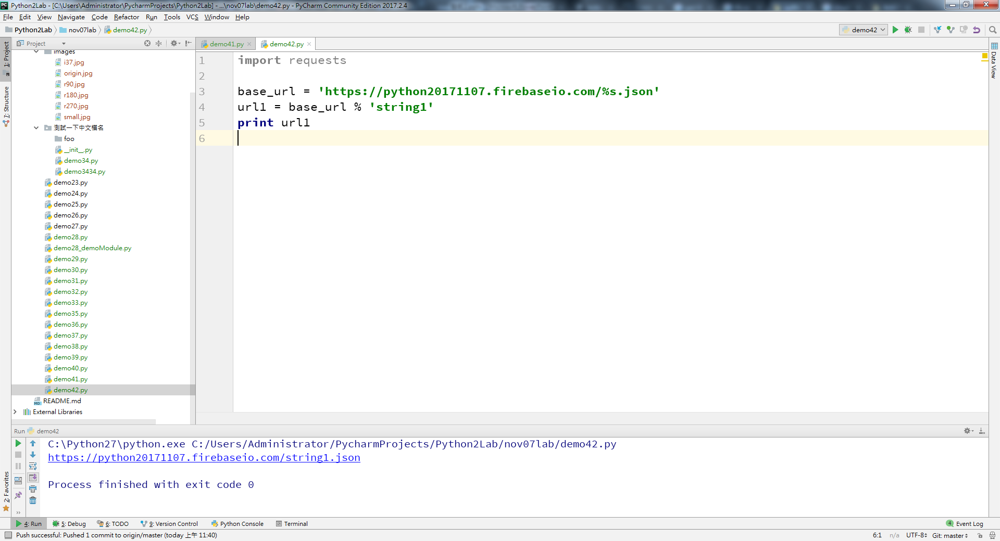 Python2Lab - [C:\Users\Administrator\PycharmProjects\Python2Lab] - ...\nov07lab\demo42.py - PyCharm Community Edition 2017.2.4
File Edit View Navigate Code Refactor Run Tools VCS Window Help
Python2Lab nov07lab demo42.py demo42
Project
demo41.py demo42.py
1: Project
7: Structure
2: Favorites
Data View
images
i37.jpg
origin.jpg
r90.jpg
r180.jpg
r270.jpg
small.jpg
測試一下中文檔名
foo
__init__.py
demo34.py
demo3434.py
demo23.py
demo24.py
demo25.py
demo26.py
demo27.py
demo28.py
demo28_demoModule.py
demo29.py
demo30.py
demo31.py
demo32.py
demo33.py
demo35.py
demo36.py
demo37.py
demo38.py
demo39.py
demo40.py
demo41.py
demo42.py
README.md
External Libraries
1 import requests
2
3 base_url = 'https://python20171107.firebaseio.com/%s.json'
4 url1 = base_url % 'string1'
5 print url1
6
Run demo42
C:\Python27\python.exe C:/Users/Administrator/PycharmProjects/Python2Lab/nov07lab/demo42.py
https://python20171107.firebaseio.com/string1.json
Process finished with exit code 0
4: Run 5: Debug 6: TODO 9: Version Control Python Console Terminal 4 Event Log
Push successful: Pushed 1 commit to origin/master (today 上午 11:40) 6:1 n/a UTF-8 Git: master